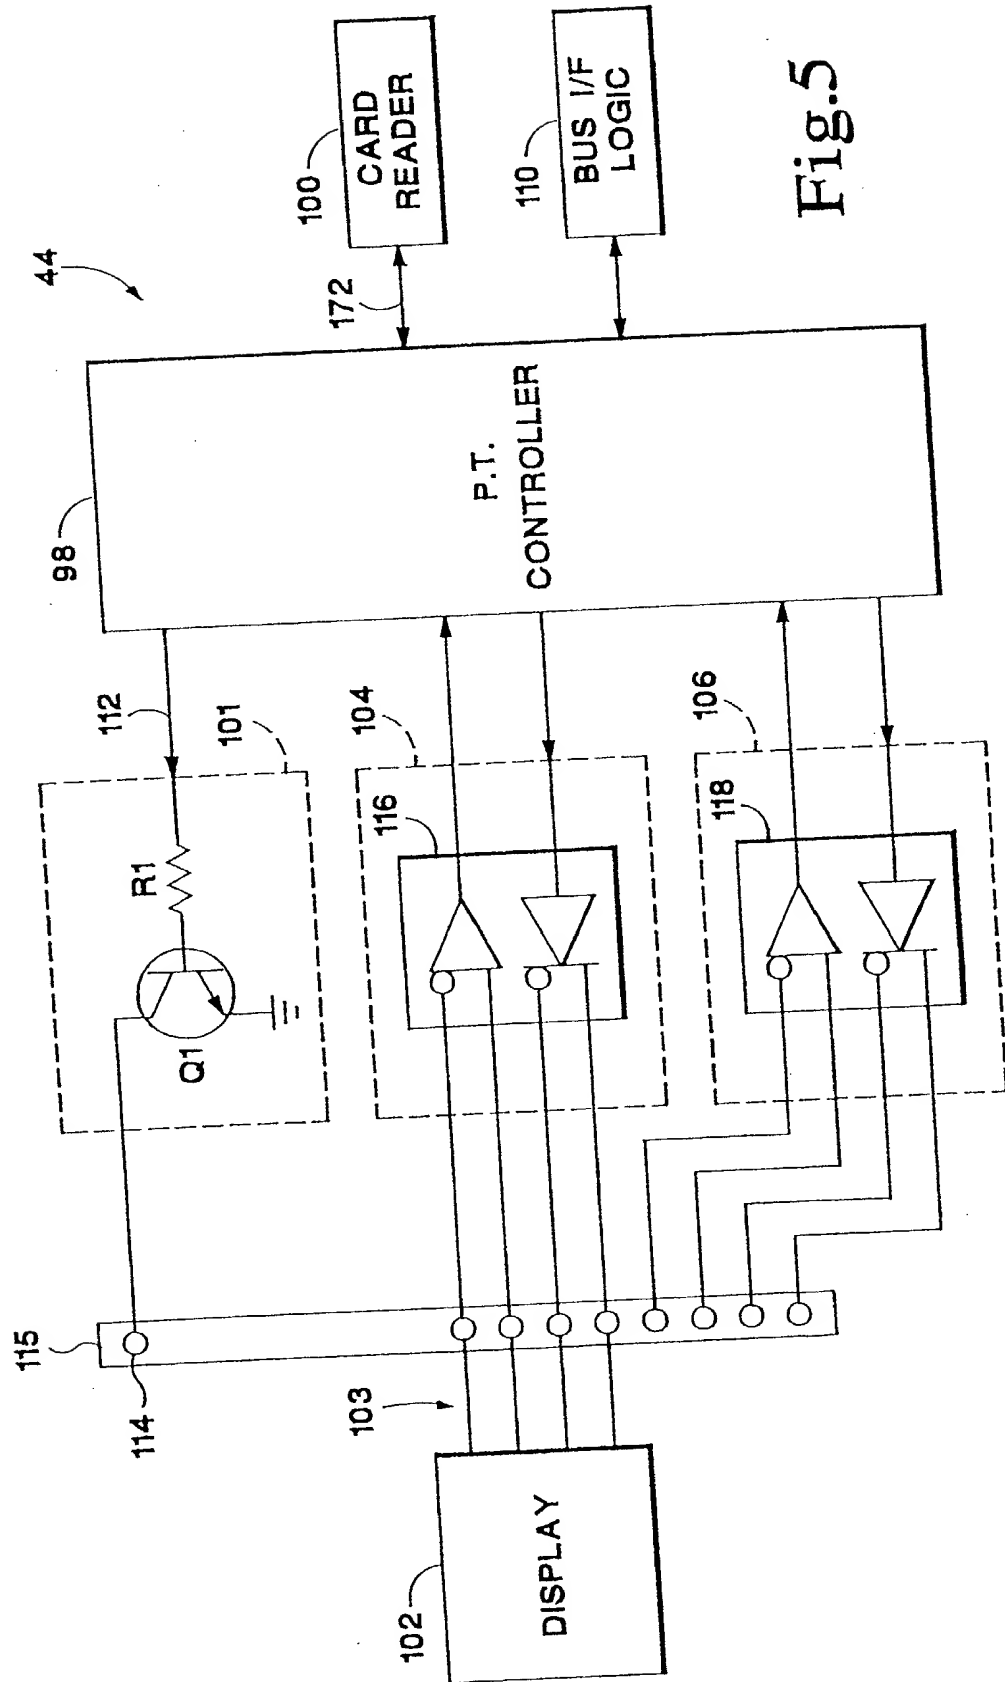 44
98
P.T.
CONTROLLER
172
100
CARD
READER
110
BUS I/F
LOGIC
112
101
R1
Q1
104
116
106
118
115
114
103
102
DISPLAY
Fig.5